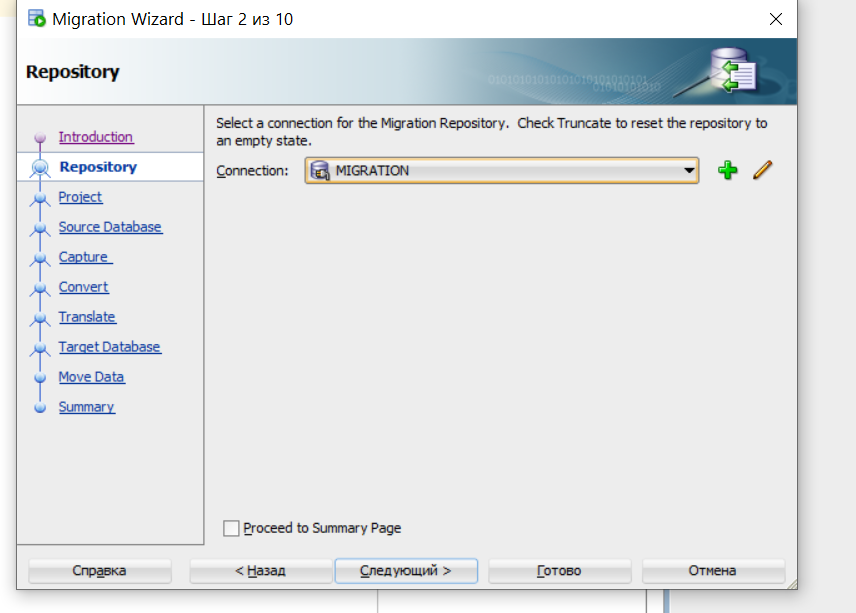 Migration Wizard - Шаг 2 из 10
Repository
0101010101010101010101010101
01010101010
Introduction
Repository
Project
Source Database
Capture
Convert
Translate
Target Database
Move Data
Summary
Select a connection for the Migration Repository.  Check Truncate to reset the repository to
an empty state.
Connection: MIGRATION
Proceed to Summary Page
Справка < Назад Следующий > Готово Отмена